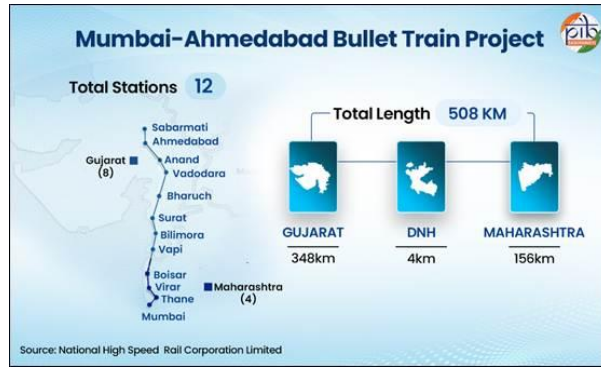 Mumbai-Ahmedabad Bullet Train Project
pib
Total Stations 12
Sabarmati
Ahmedabad
Gujarat
(8)
Anand
Vadodara
Bharuch
Surat
Bilimora
Vapi
Boisar
Virar
Maharashtra
(4)
Thane
Mumbai
Total Length 508 KM
GUJARAT
348km
DNH
4km
MAHARASHTRA
156km
Source: National High Speed Rail Corporation Limited